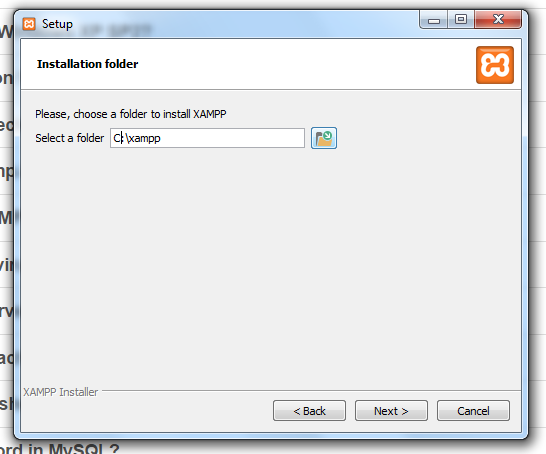 Setup
Installation folder
Please, choose a folder to install XAMPP
Select a folder C:\xampp
XAMPP Installer
< Back Next > Cancel
ord in MySQL?